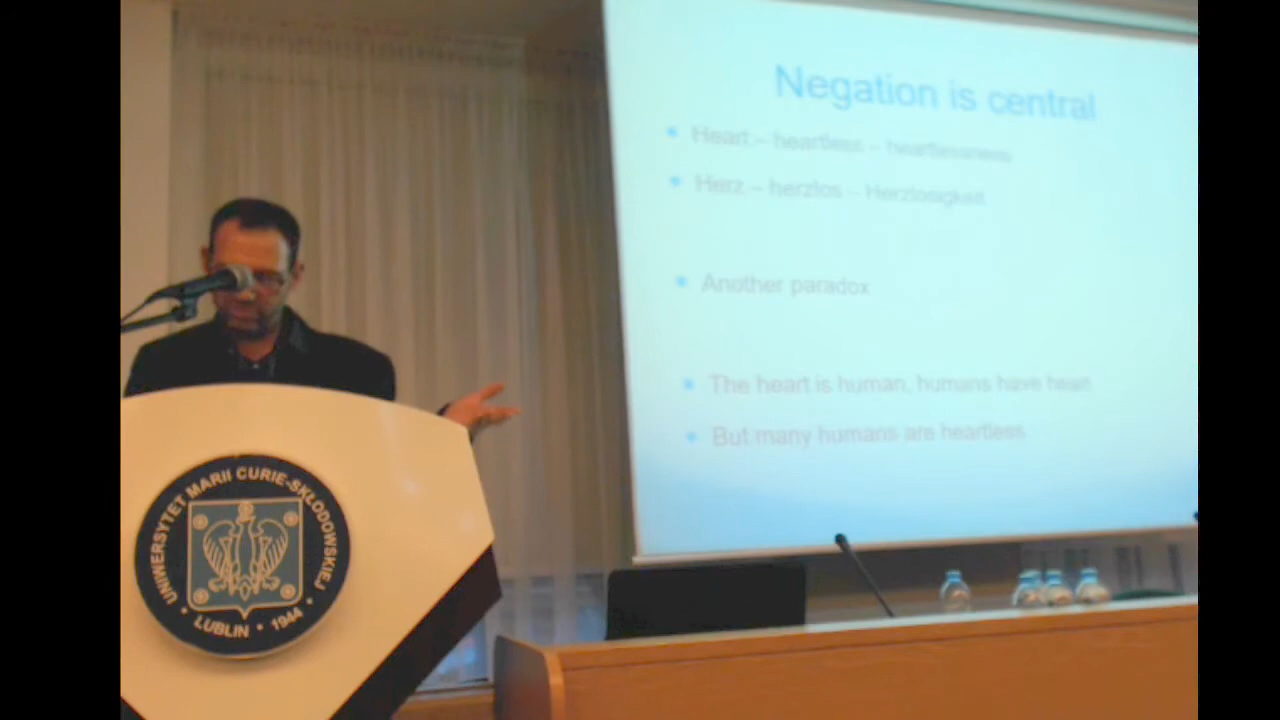 Negation is central
Heart – heartless – heartlessness
Herz – herzlos – Herzlosigkeit
Another paradox
The heart is human, humans have heart
But many humans are heartless
UNIWERSYTET MARII CURIE-SKŁODOWSKIEJ
LUBLIN • 1944